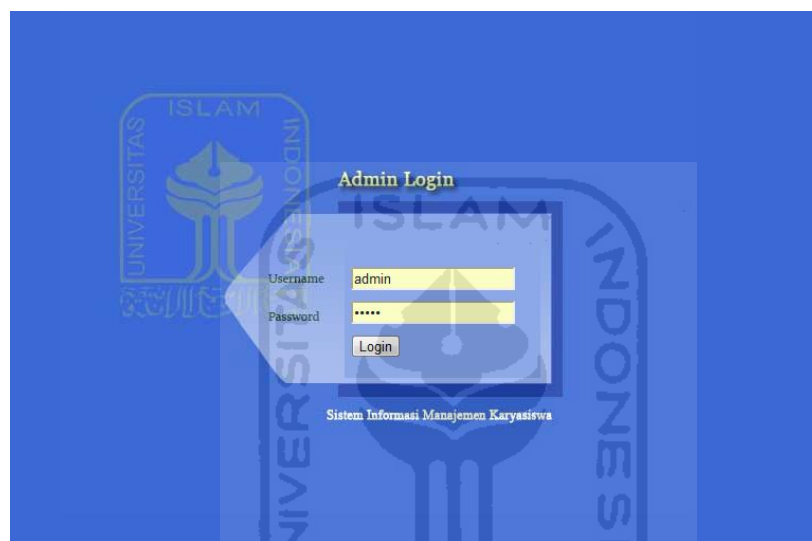 UNIVERSITAS ISLAM INDONESIA
Admin Login
Username admin
Password •••••
Login
Sistem Informasi Manajemen Karyasiswa
UNIVERSITAS ISLAM INDONES